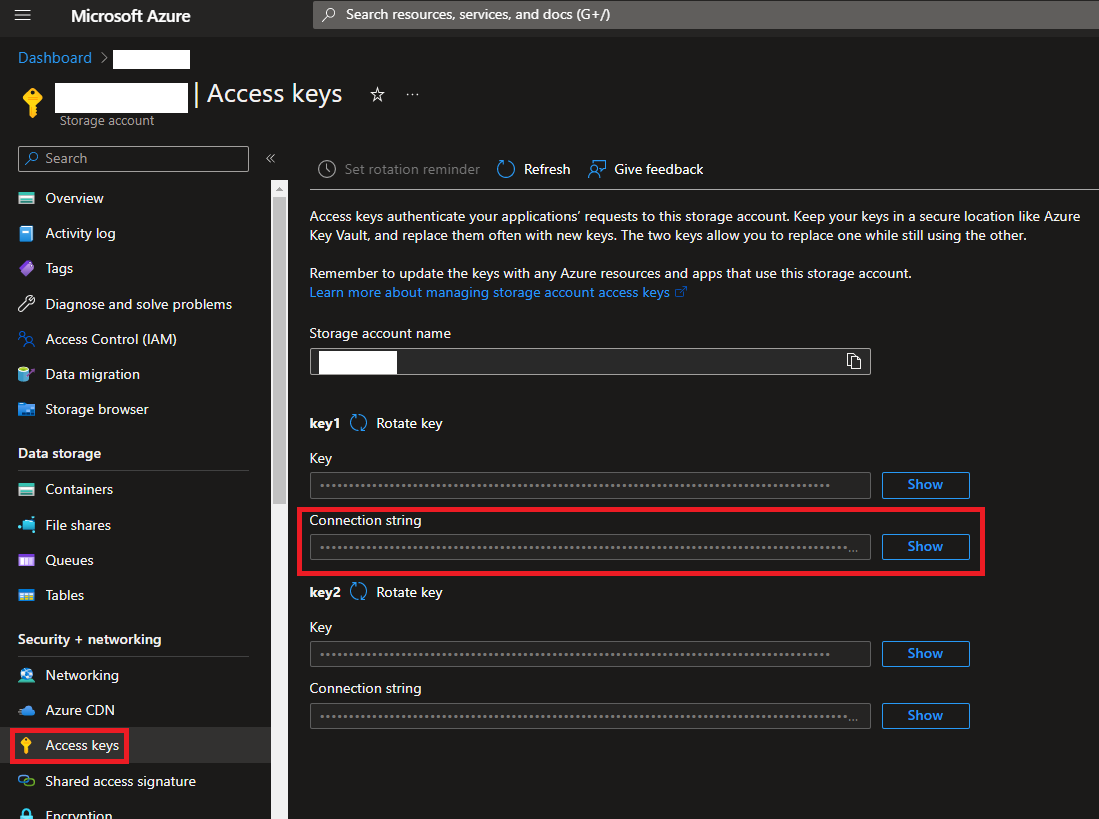 Microsoft Azure
Search resources, services, and docs (G+/)
Dashboard >
| Access keys
Storage account
Search
«
Set rotation reminder
Refresh
Give feedback
Overview
Activity log
Tags
Diagnose and solve problems
Access Control (IAM)
Data migration
Storage browser
Data storage
Containers
File shares
Queues
Tables
Security + networking
Networking
Azure CDN
Access keys
Shared access signature
Encryption
Access keys authenticate your applications’ requests to this storage account. Keep your keys in a secure location like Azure
Key Vault, and replace them often with new keys. The two keys allow you to replace one while still using the other.
Remember to update the keys with any Azure resources and apps that use this storage account.
Learn more about managing storage account access keys
Storage account name
key1 Rotate key
Key
Show
Connection string
Show
key2 Rotate key
Key
Show
Connection string
Show